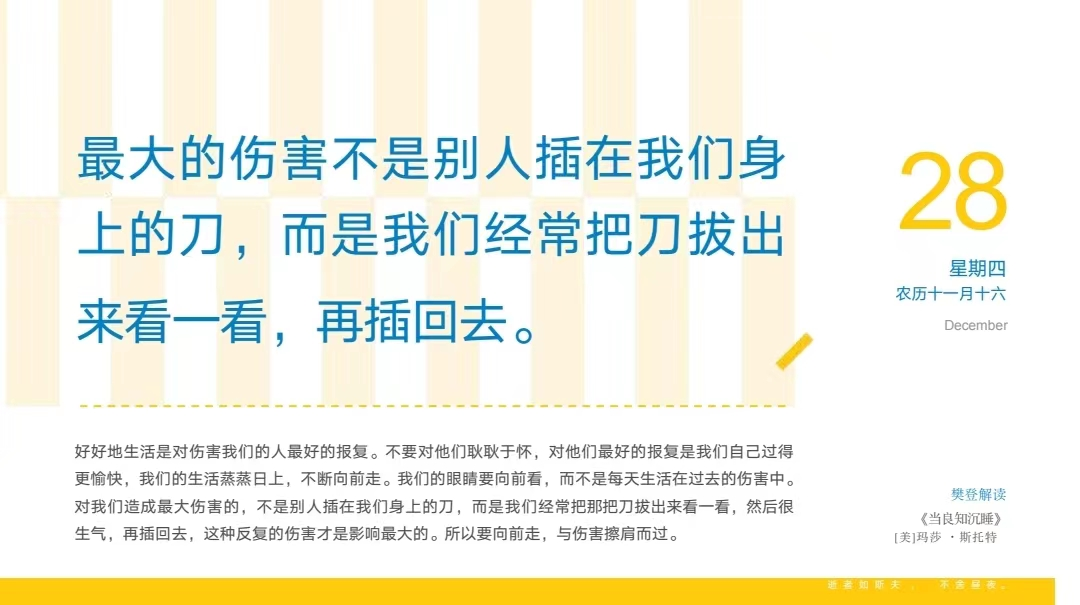 最大的伤害不是别人插在我们身
上的刀，而是我们经常把刀拔出
来看一看，再插回去。
28
星期四
农历十一月十六
December
好好地生活是对伤害我们的人最好的报复。不要对他们耿耿于怀，对他们最好的报复是我们自己过得
更愉快，我们的生活蒸蒸日上，不断向前走。我们的眼睛要向前看，而不是每天生活在过去的伤害中。
对我们造成最大伤害的，不是别人插在我们身上的刀，而是我们经常把那把刀拔出来看一看，然后很
生气，再插回去，这种反复的伤害才是影响最大的。所以要向前走，与伤害擦肩而过。
樊登解读
《当良知沉睡》
[美]玛莎·斯托特
逝者如斯夫， 不舍昼夜。